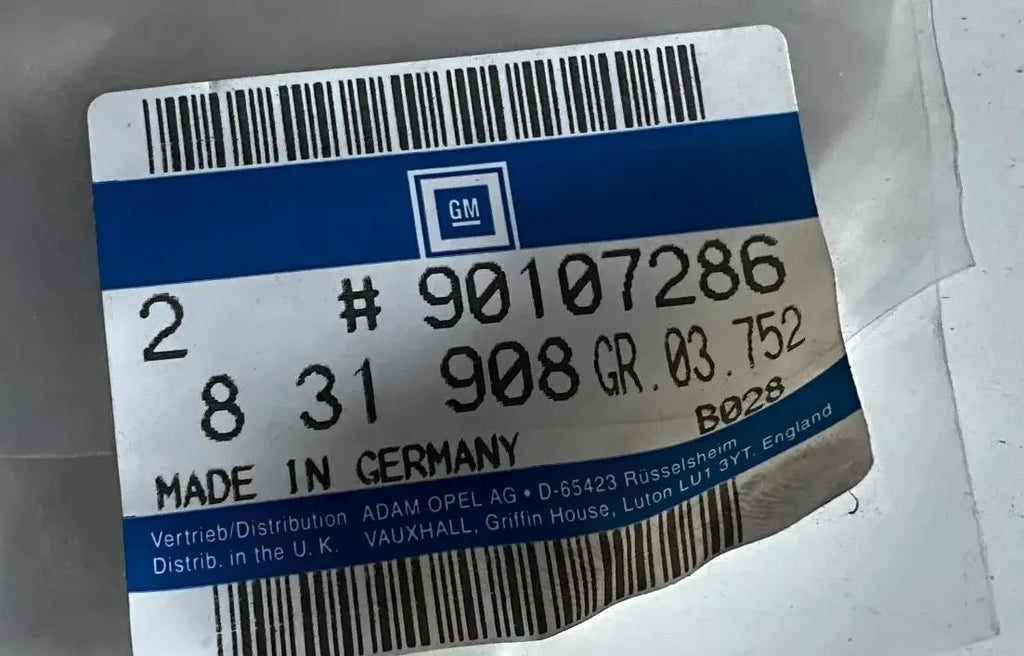 GM
2 # 90107286
8 31 908 GR. 03.752
B028
MADE IN GERMANY
Vertrieb/Distribution ADAM OPEL AG • D-65423 Rüsselsheim
Distrib. in the U. K. VAUXHALL, Griffin House, Luton LU1 3YT. England